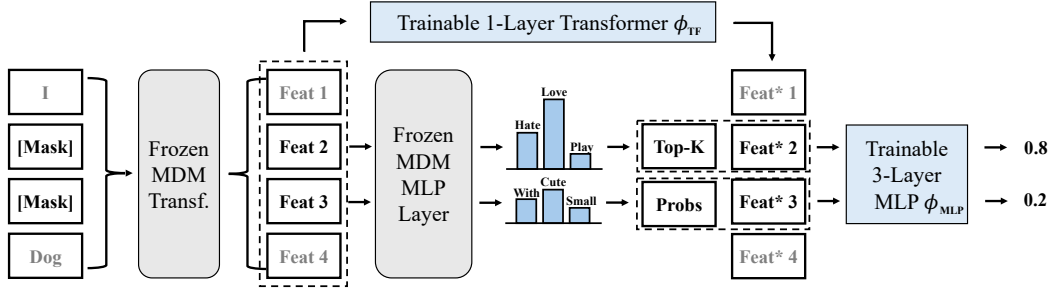 Trainable 1-Layer Transformer ϕTF
I
[Mask]
[Mask]
Dog
Frozen
MDM
Transf.
Feat 1
Feat 2
Feat 3
Feat 4
Frozen
MDM
MLP
Layer
Hate
Love
Play
With
Cute
Small
Top-K
Probs
Feat* 1
Feat* 2
Feat* 3
Feat* 4
Trainable
3-Layer
MLP ϕMLP
0.8
0.2